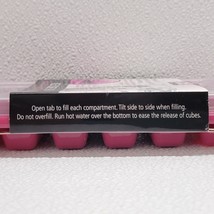 Open tab to fill each compartment. Tilt side to side when filling.
Do not overfill. Run hot water over the bottom to ease the release of cubes.